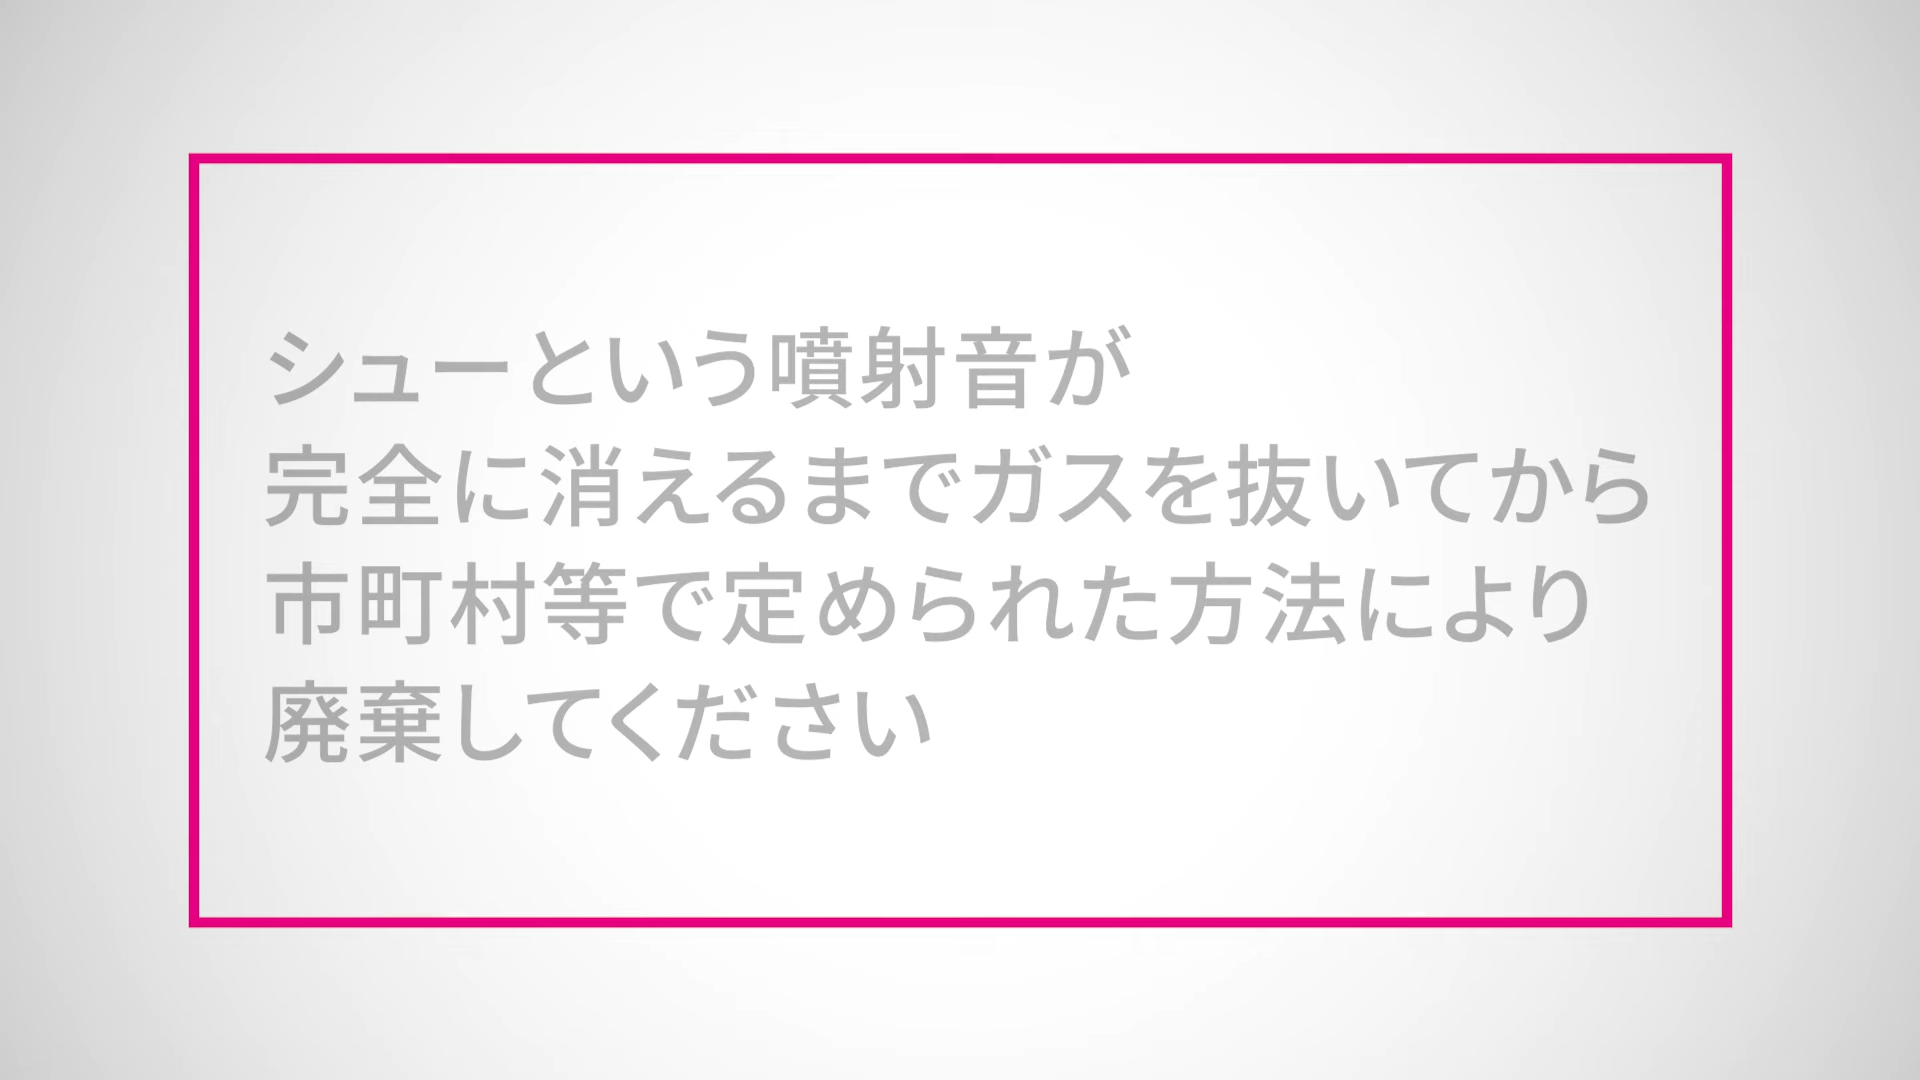 シューという噴射音が
完全に消えるまでガスを抜いてから
市町村等で定められた方法により
廃棄してください